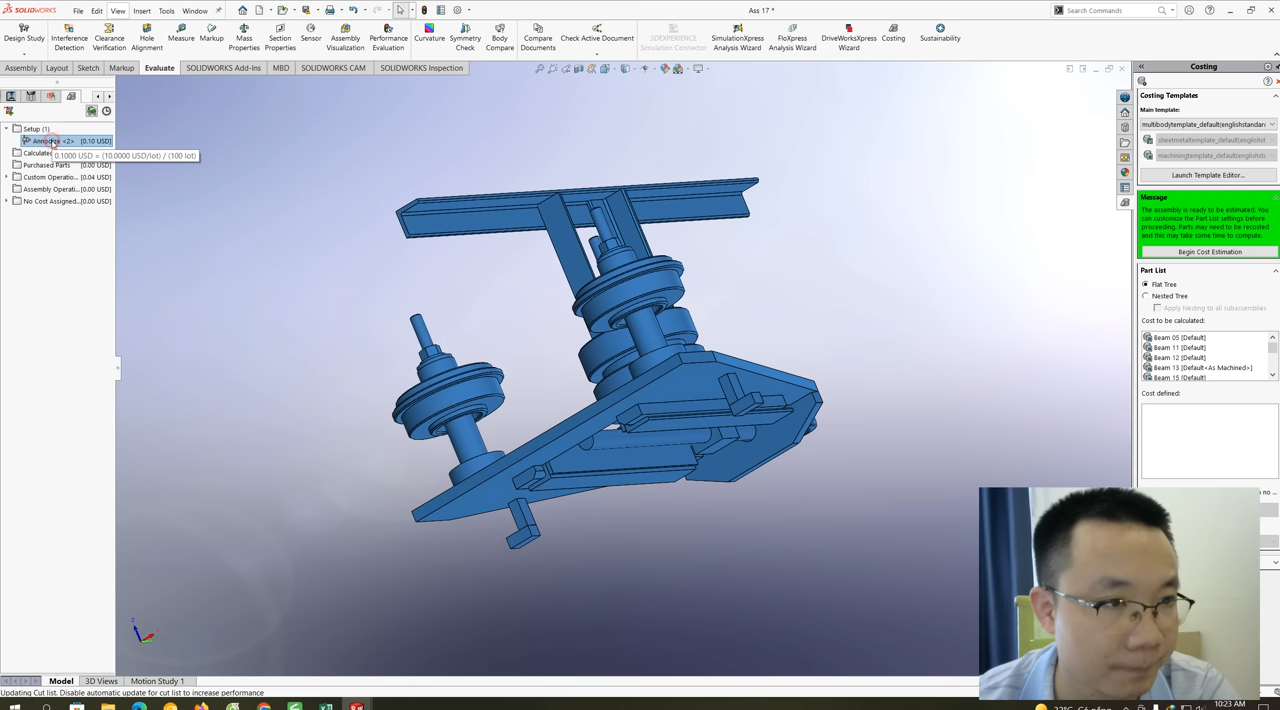 SOLIDWORKS File Edit View Insert Tools Window Ass 17 * Search Commands
Design Study Interference Detection Clearance Verification Hole Alignment Measure Markup Mass Properties Section Properties Sensor Assembly Visualization Performance Evaluation Curvature Symmetry Check Body Compare Compare Documents Check Active Document 3DEXPERIENCE Simulation Connector SimulationXpress Analysis Wizard FloXpress Analysis Wizard DriveWorksXpress Wizard Costing Sustainability
Assembly Layout Sketch Markup Evaluate SOLIDWORKS Add-Ins MBD SOLIDWORKS CAM SOLIDWORKS Inspection
Costing
Costing Templates
Main template:
multibodytemplate_default(englishstandar
sheetmetaltemplate_default(englishst
machiningtemplate_default(englishst
Launch Template Editor...
Message
The assembly is ready to be estimated. You can customize the Part List settings before proceeding. Parts may need to be recosted and this may take some time to compute.
Begin Cost Estimation
Part List
Flat Tree
Nested Tree
Apply Nesting to all subassemblies
Cost to be calculated:
Beam 05 [Default]
Beam 11 [Default]
Beam 12 [Default]
Beam 13 [Default<As Machined>]
Beam 15 [Default]
Cost defined:
Setup (1)
<2> [0.10 USD]
0.1000 USD = (10.0000 USD/lot) / (100 lot)
Purchased Parts [0.00 USD]
Custom Operatio... [0.04 USD]
Assembly Operati... [0.00 USD]
No Cost Assigned... [0.00 USD]
Model 3D Views Motion Study 1
Updating Cut list. Disable automatic update for cut list to increase performance
10:23 AM